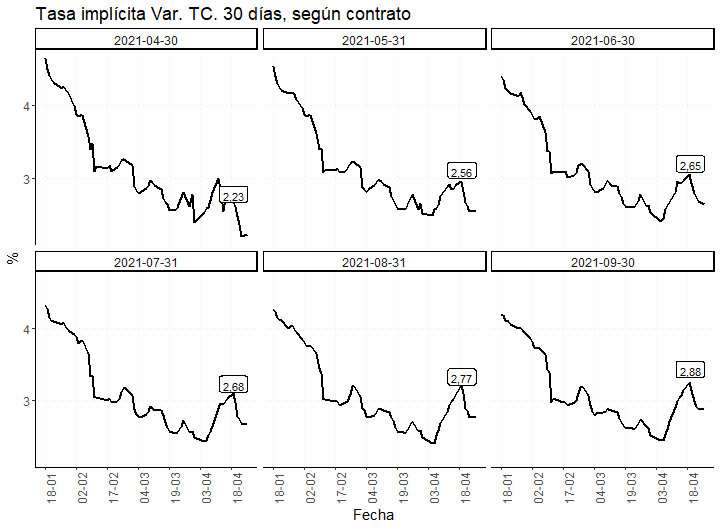 Tasa implícita Var. TC. 30 días, según contrato
2021-04-30 2021-05-31 2021-06-30
4
3
2,23 2,56 2,65
%
2021-07-31 2021-08-31 2021-09-30
4
3
2,68 2,77 2,88
18-01 02-02 17-02 04-03 19-03 03-04 18-04 18-01 02-02 17-02 04-03 19-03 03-04 18-04 18-01 02-02 17-02 04-03 19-03 03-04 18-04
Fecha